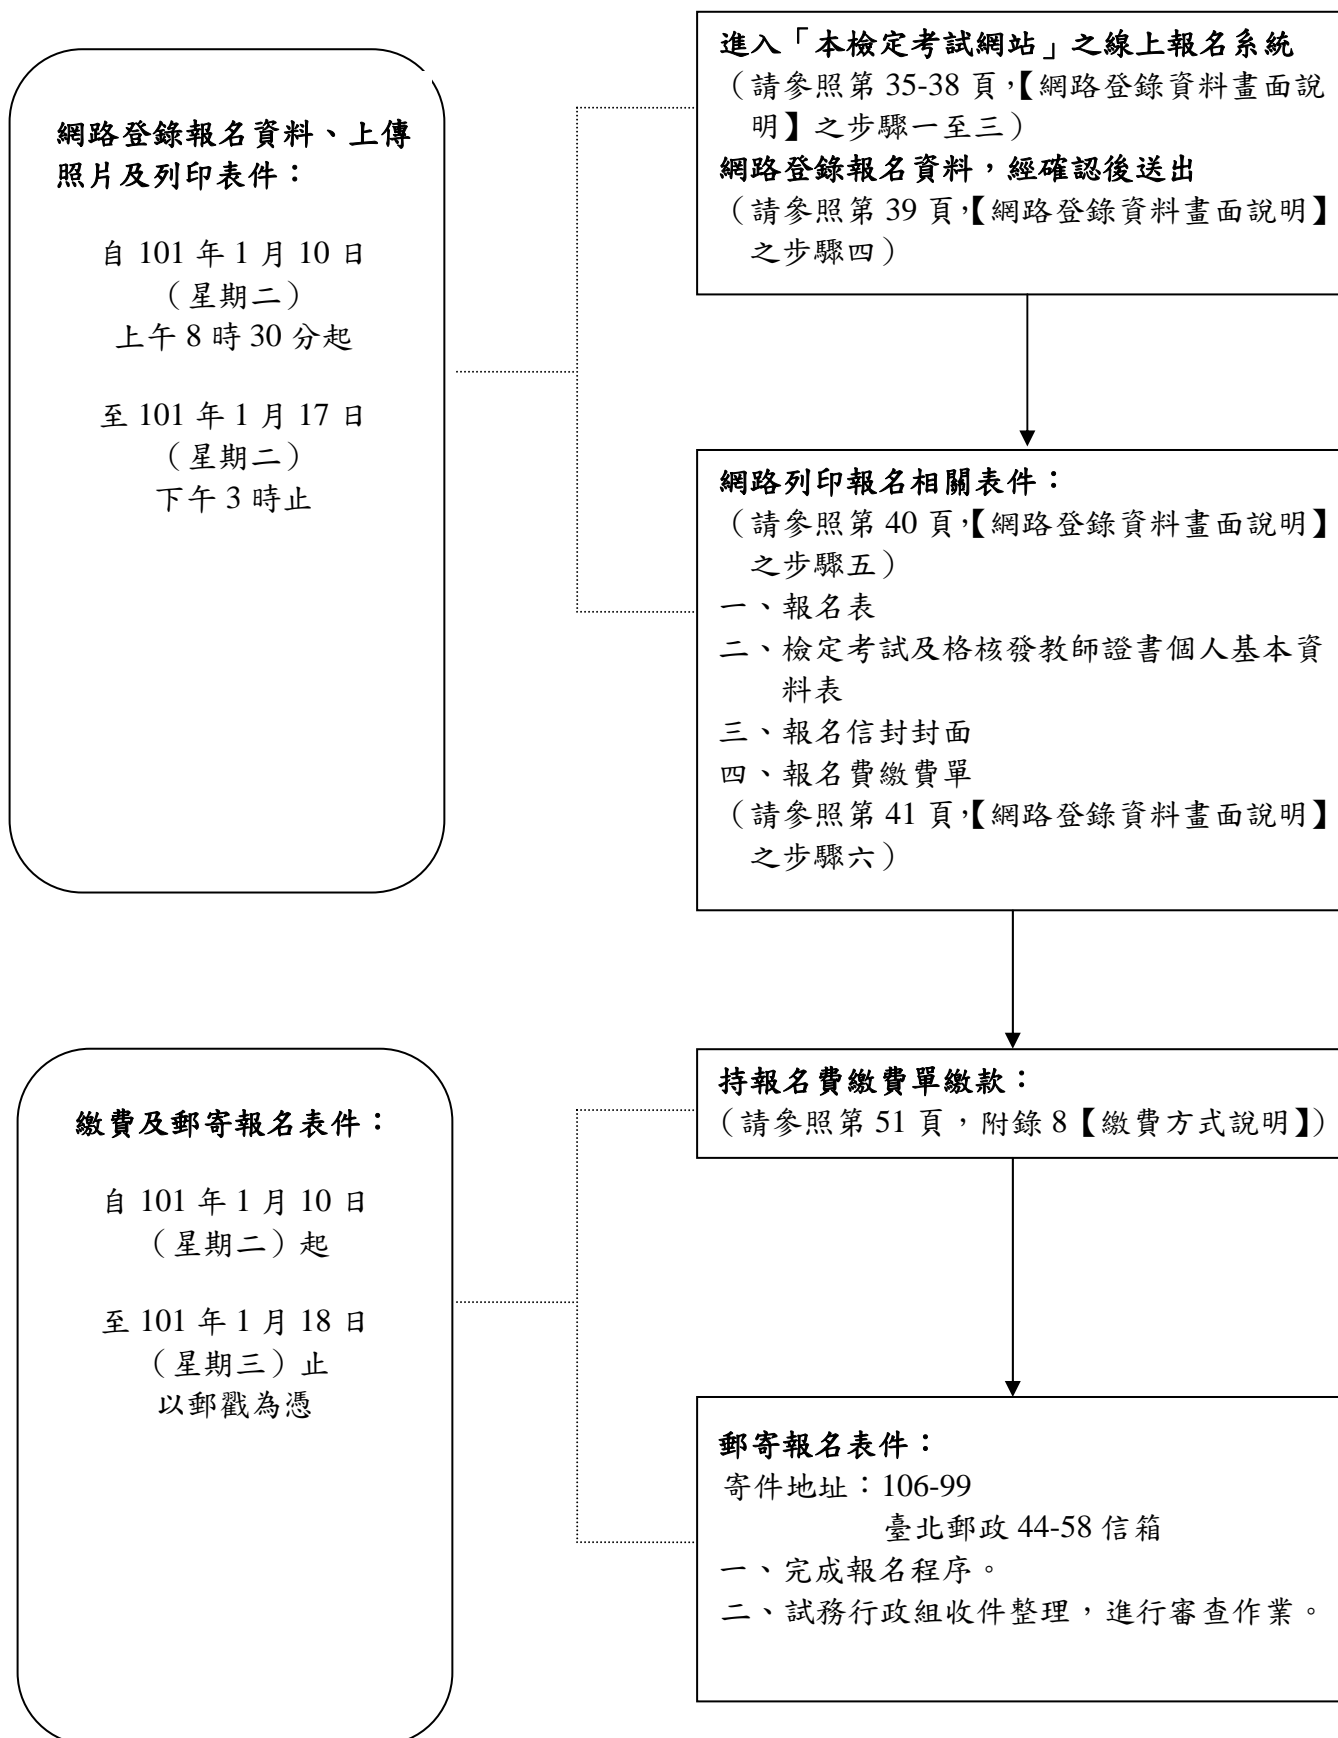 網路登錄報名資料、上傳
照片及列印表件：
自 101 年 1 月 10 日
（星期二）
上午 8 時 30 分起
至 101 年 1 月 17 日
（星期二）
下午 3 時止
進入「本檢定考試網站」之線上報名系統
（請參照第 35-38 頁，【網路登錄資料畫面說
明】之步驟一至三）
網路登錄報名資料，經確認後送出
（請參照第 39 頁，【網路登錄資料畫面說明】
之步驟四）
網路列印報名相關表件：
（請參照第 40 頁，【網路登錄資料畫面說明】
之步驟五）
一、報名表
二、檢定考試及格核發教師證書個人基本資
料表
三、報名信封封面
四、報名費繳費單
（請參照第 41 頁，【網路登錄資料畫面說明】
之步驟六）
繳費及郵寄報名表件：
自 101 年 1 月 10 日
（星期二）起
至 101 年 1 月 18 日
（星期三）止
以郵戳為憑
持報名費繳費單繳款：
（請參照第 51 頁，附錄 8【繳費方式說明】）
郵寄報名表件：
寄件地址：106-99
臺北郵政 44-58 信箱
一、完成報名程序。
二、試務行政組收件整理，進行審查作業。